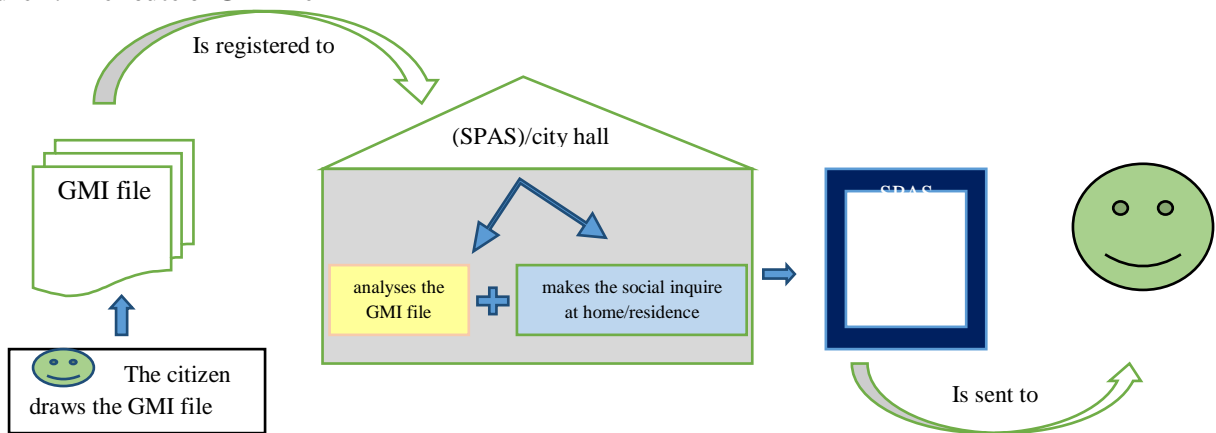 Is registered to
(SPAS)/city hall
GMI file
SPAS
analyses the
GMI file
makes the social inquire
at home/residence
The citizen
draws the GMI file
Is sent to